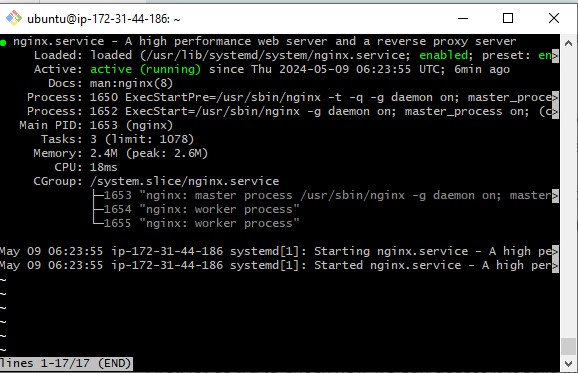 ubuntu@ip-172-31-44-186: ~
● nginx.service - A high performance web server and a reverse proxy server
Loaded: loaded (/usr/lib/systemd/system/nginx.service; enabled; preset: en>
Active: active (running) since Thu 2024-05-09 06:23:55 UTC; 6min ago
Docs: man:nginx(8)
Process: 1650 ExecStartPre=/usr/sbin/nginx -t -q -g daemon on; master_proce>
Process: 1652 ExecStart=/usr/sbin/nginx -g daemon on; master_process on; (c>
Main PID: 1653 (nginx)
Tasks: 3 (limit: 1078)
Memory: 2.4M (peak: 2.6M)
CPU: 18ms
CGroup: /system.slice/nginx.service
├─1653 "nginx: master process /usr/sbin/nginx -g daemon on; master>
├─1654 "nginx: worker process"
└─1655 "nginx: worker process"
May 09 06:23:55 ip-172-31-44-186 systemd[1]: Starting nginx.service - A high pe>
May 09 06:23:55 ip-172-31-44-186 systemd[1]: Started nginx.service - A high per>
~
~
~
~
~
~
lines 1-17/17 (END)